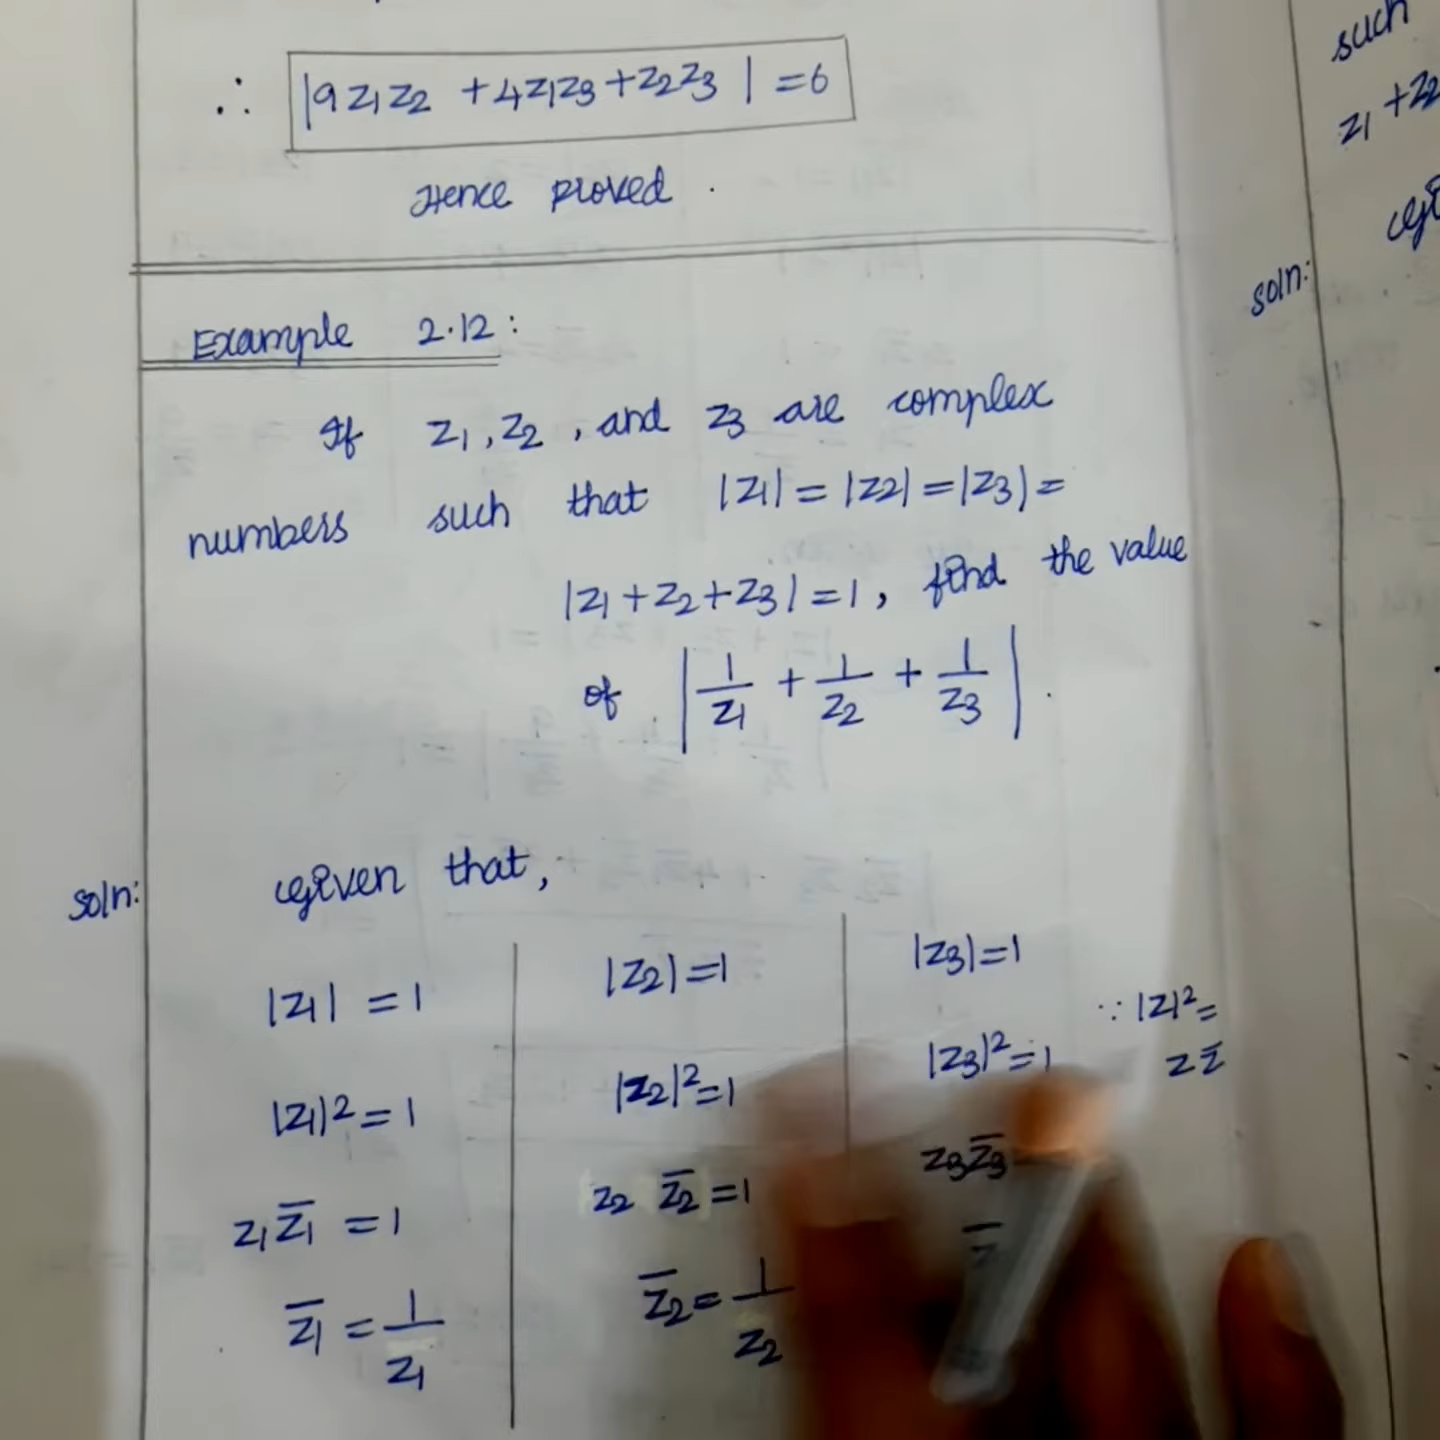 ∴ |9z1z2 + 4z1z3 + z2z3| = 6
Hence proved.
Example 2.12:
If z1, z2, and z3 are complex
numbers such that |z1| = |z2| = |z3| =
|z1 + z2 + z3| = 1, find the value
of |1/z1 + 1/z2 + 1/z3|.
soln: Given that,
|z1| = 1
|z1|² = 1
z1 z̄1 = 1
z̄1 = 1/z1
|z2| = 1
|z2|² = 1
z2 z̄2 = 1
z̄2 = 1/z2
|z3| = 1
|z3|² = 1
z3 z̄3
∵ |z|² =
z z̄
such
z1 + z2
soln: